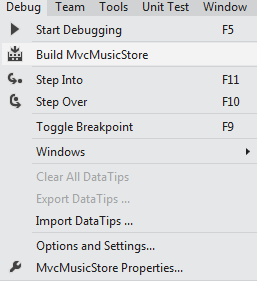 Debug Team Tools Unit Test Window
Start Debugging F5
Build MvcMusicStore
Step Into F11
Step Over F10
Toggle Breakpoint F9
Windows
Clear All DataTips
Export DataTips ...
Import DataTips ...
Options and Settings...
MvcMusicStore Properties...